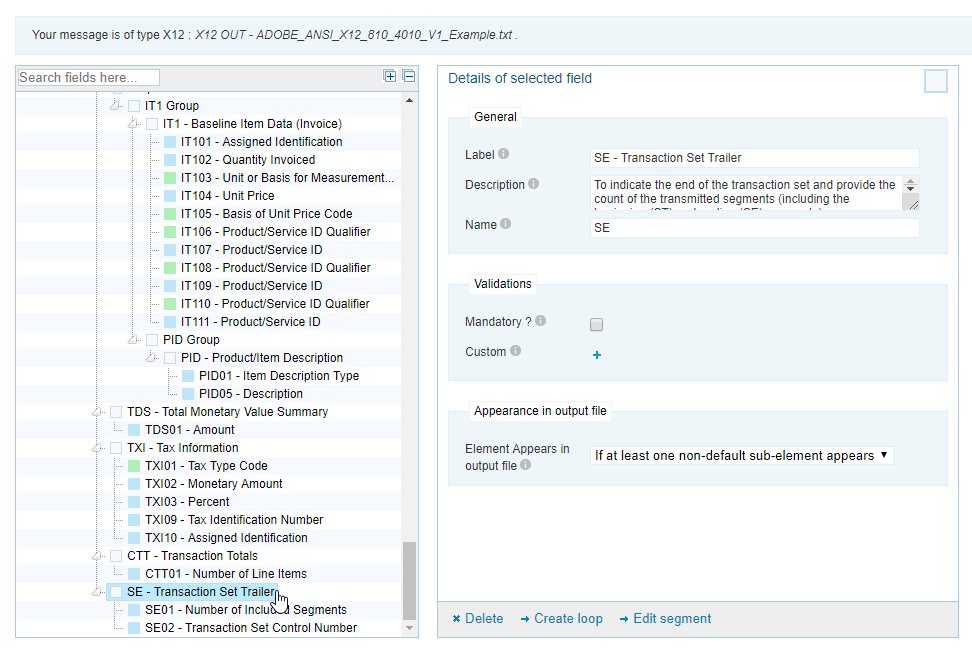 Your message is of type X12 : X12 OUT - ADOBE_ANSI_X12_810_4010_V1_Example.txt .
Search fields here...
IT1 Group
IT1 - Baseline Item Data (Invoice)
IT101 - Assigned Identification
IT102 - Quantity Invoiced
IT103 - Unit or Basis for Measurement...
IT104 - Unit Price
IT105 - Basis of Unit Price Code
IT106 - Product/Service ID Qualifier
IT107 - Product/Service ID
IT108 - Product/Service ID Qualifier
IT109 - Product/Service ID
IT110 - Product/Service ID Qualifier
IT111 - Product/Service ID
PID Group
PID - Product/Item Description
PID01 - Item Description Type
PID05 - Description
TDS - Total Monetary Value Summary
TDS01 - Amount
TXI - Tax Information
TXI01 - Tax Type Code
TXI02 - Monetary Amount
TXI03 - Percent
TXI09 - Tax Identification Number
TXI10 - Assigned Identification
CTT - Transaction Totals
CTT01 - Number of Line Items
SE - Transaction Set Trailer
SE01 - Number of Included Segments
SE02 - Transaction Set Control Number
Details of selected field
General
Label
SE - Transaction Set Trailer
Description
To indicate the end of the transaction set and provide the
count of the transmitted segments (including the
Name
SE
Validations
Mandatory ?
Custom
Appearance in output file
Element Appears in
output file
If at least one non-default sub-element appears
Delete
Create loop
Edit segment